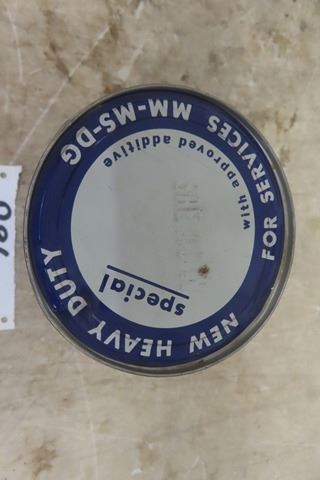 NEW HEAVY DUTY
special
with approved additive
FOR SERVICES MM-MS-DG